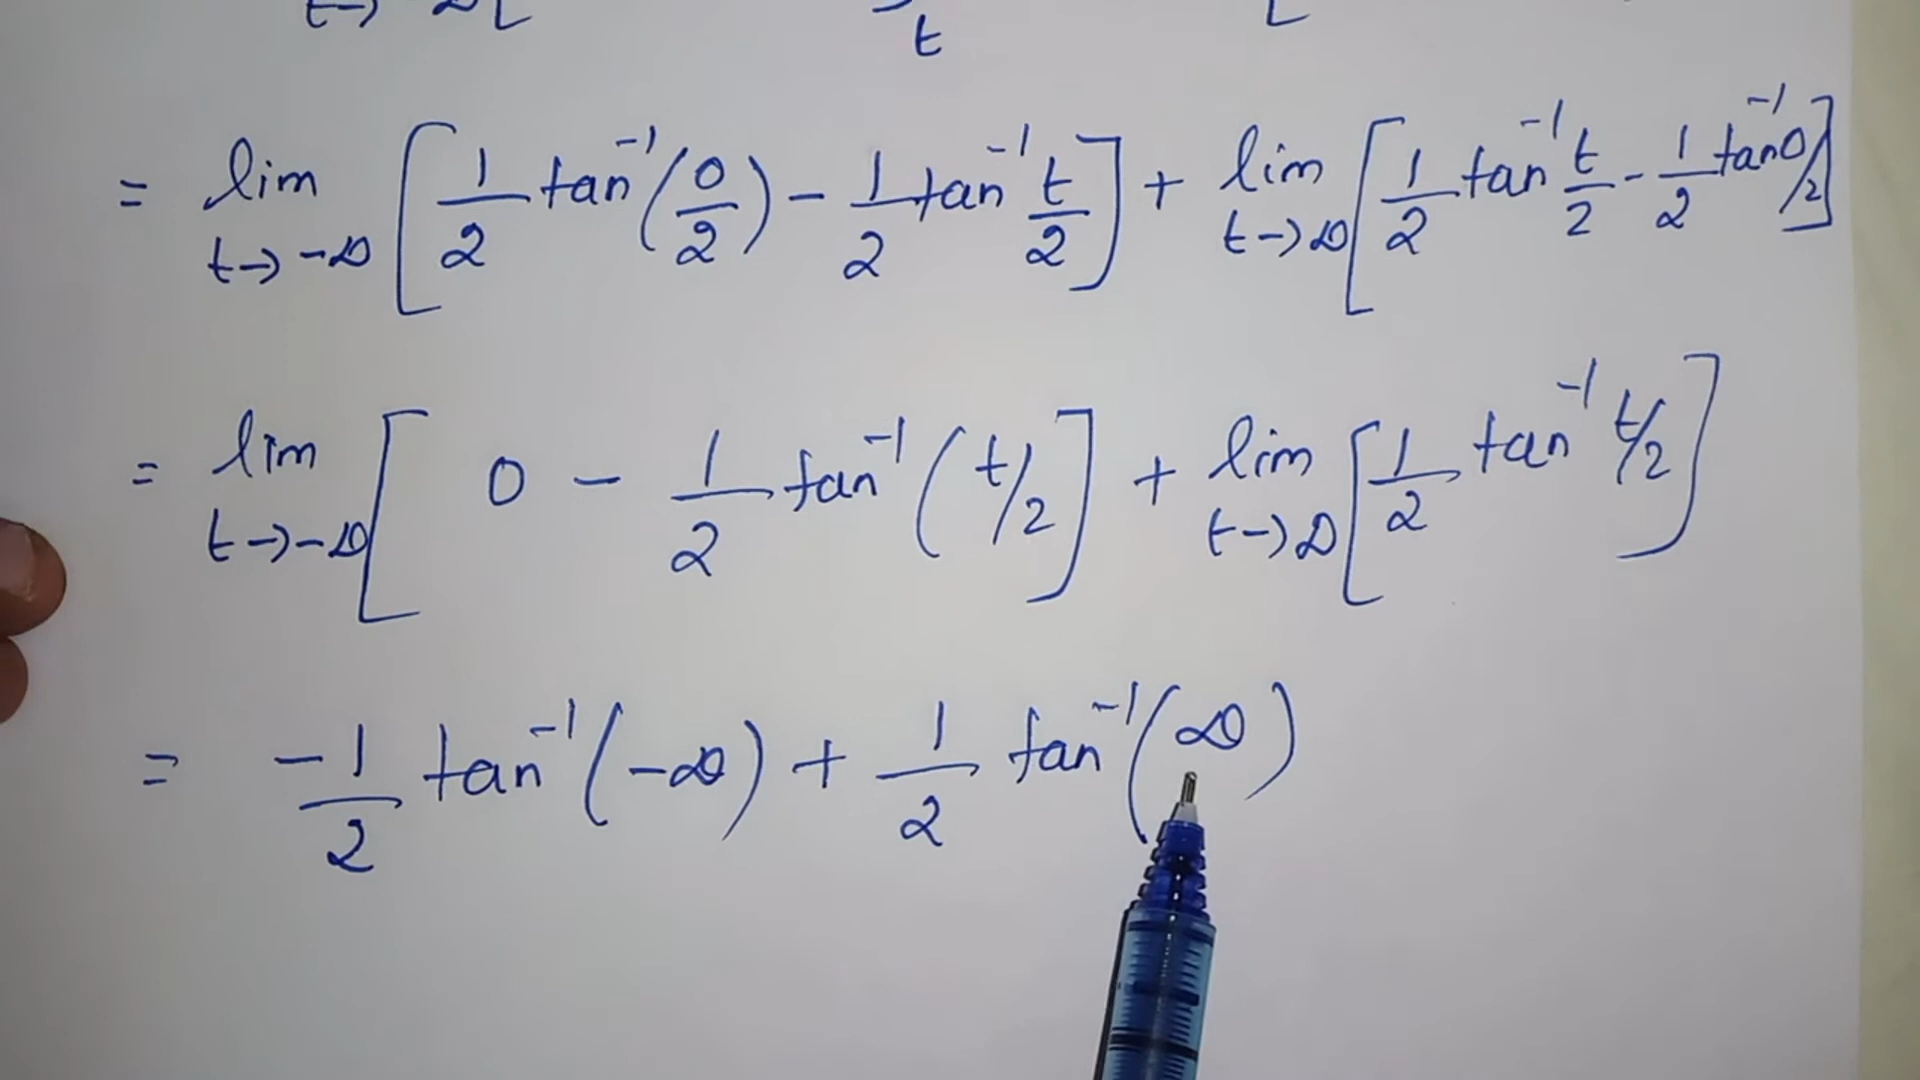 t→ -∞[ t [
= lim t→-∞ [1/2 tan⁻¹(0/2) - 1/2 tan⁻¹ t/2] + lim t→∞ [1/2 tan⁻¹ t/2 - 1/2 tan⁻¹ 0/2]
= lim t→-∞ [0 - 1/2 tan⁻¹(t/2] + lim t→∞ [1/2 tan⁻¹ t/2]
= -1/2 tan⁻¹(-∞) + 1/2 tan⁻¹(∞)